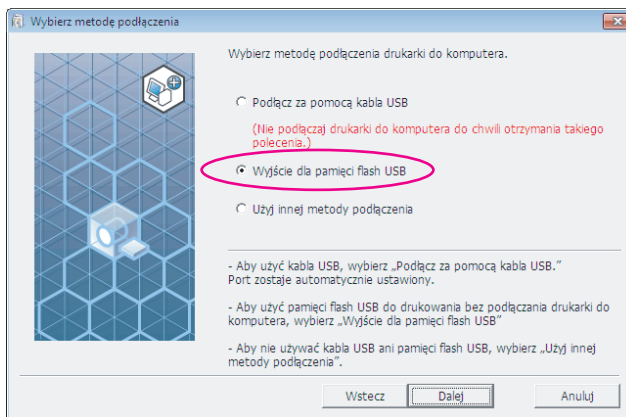 Wybierz metodę podłączenia
Wybierz metodę podłączenia drukarki do komputera.
Podłącz za pomocą kabla USB
(Nie podłączaj drukarki do komputera do chwili otrzymania takiego
polecenia.)
Wyjście dla pamięci flash USB
Użyj innej metody podłączenia
- Aby użyć kabla USB, wybierz „Podłącz za pomocą kabla USB.”
Port zostaje automatycznie ustawiony.
- Aby użyć pamięci flash USB do drukowania bez podłączania drukarki do
komputera, wybierz „Wyjście dla pamięci flash USB”
- Aby nie używać kabla USB ani pamięci flash USB, wybierz „Użyj innej
metody podłączenia”.
Wstecz Dalej Anuluj